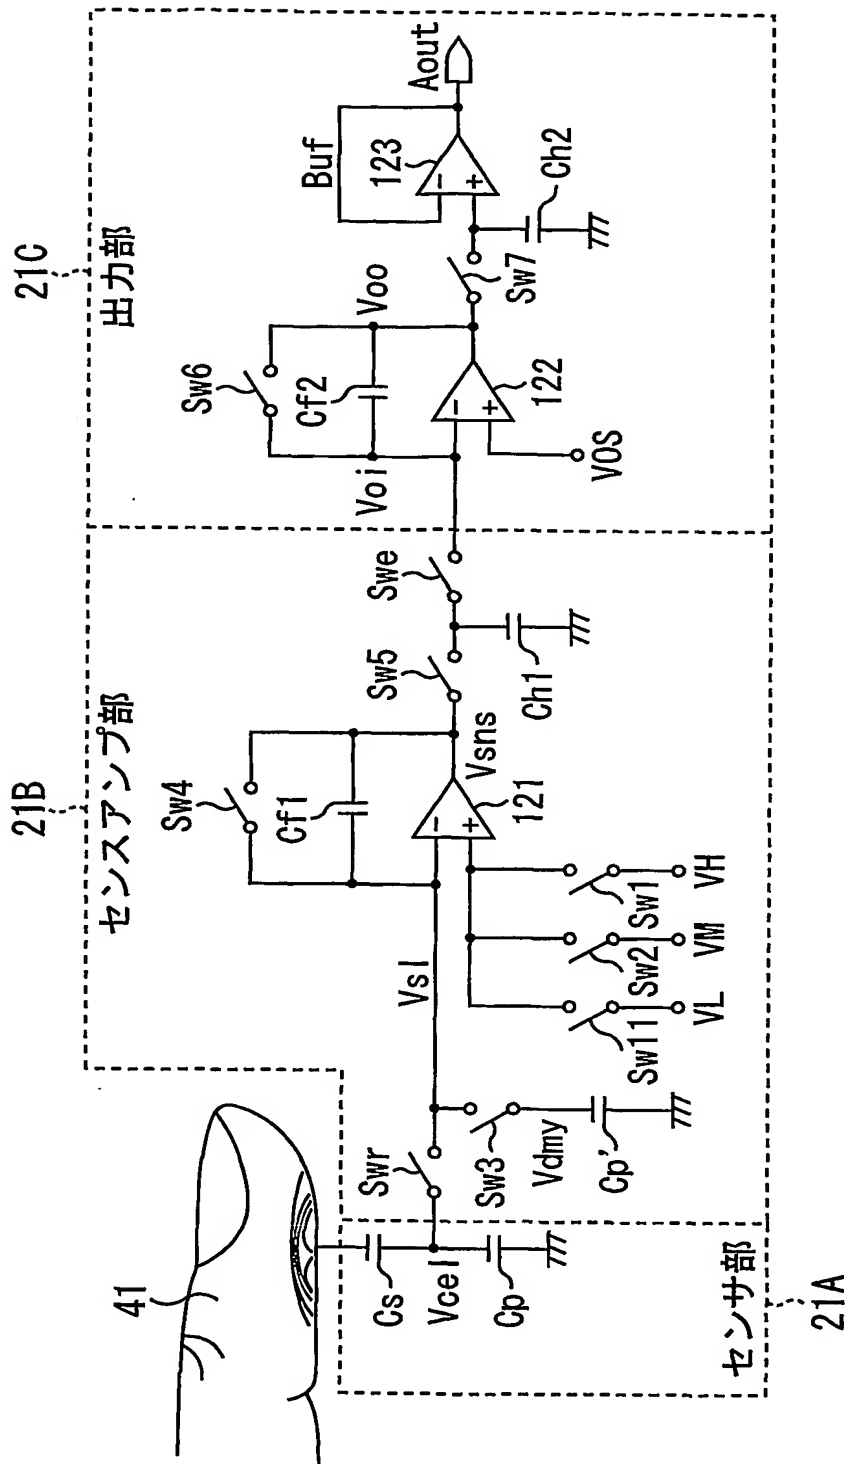 41
21A
センサ部
Cs
Vcel
Cp
21B
センスアンプ部
Swr
Sw3
Vdmy
Cp'
Vsl
Sw4
Cf1
121
Vsns
Sw11
Sw2
Sw1
VL
VM
VH
Sw5
Ch1
Swe
21C
出力部
Sw6
Cf2
Voi
Voo
122
VOS
Sw7
Buf
123
Ch2
Aout